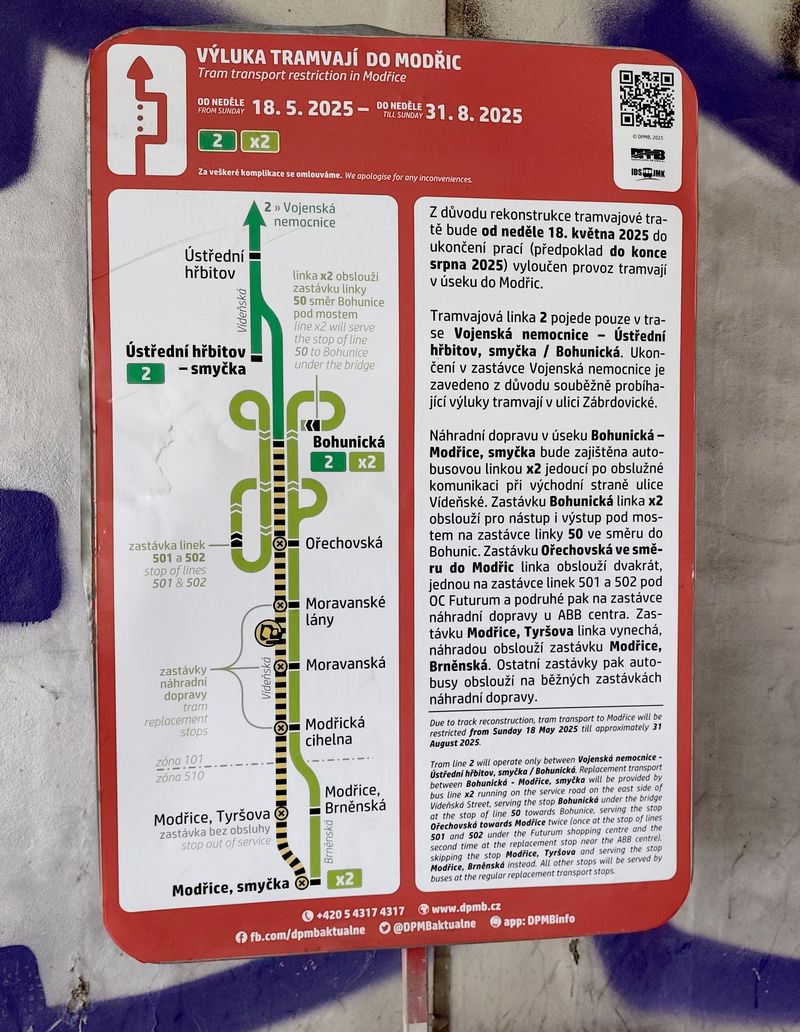 VÝLUKA TRAMVAJÍ DO MODŘIC
Tram transport restriction in Modřice
OD NEDĚLE
FROM SUNDAY
18. 5. 2025 –
DO NEDĚLE
TILL SUNDAY
31. 8. 2025
2 x2
Za veškeré komplikace se omlouváme. We apologise for any inconveniences.
© DPMB, 2025
DPMB
IDS JMK
2 » Vojenská
nemocnice
Ústřední
hřbitov
Vídeňská
linka x2 obslouží
zastávku linky
50 směr Bohunice
pod mostem
line x2 will serve
the stop of line
50 to Bohunice
under the bridge
Ústřední hřbitov
– smyčka
2
Bohunická
2 x2
zastávka linek
501 a 502
stop of lines
501 & 502
Ořechovská
Moravanské
lány
zastávky
náhradní
dopravy
tram
replacement
stops
Vídeňská
Moravanská
Modřická
cihelna
zóna 101
zóna 510
Modřice,
Brněnská
Modřice, Tyršova
zastávka bez obsluhy
stop out of service
Brněnská
Modřice, smyčka
x2
Z důvodu rekonstrukce tramvajové tra-
tě bude od neděle 18. května 2025 do
ukončení prací (předpoklad do konce
srpna 2025) vyloučen provoz tramvají
v úseku do Modřic.
Tramvajová linka 2 pojede pouze v tra-
se Vojenská nemocnice – Ústřední
hřbitov, smyčka / Bohunická. Ukon-
čení v zastávce Vojenská nemocnice je
zavedeno z důvodu souběžně probíha-
jící výluky tramvají v ulici Zábrdovické.
Náhradní dopravu v úseku Bohunická –
Modřice, smyčka bude zajištěna auto-
busovou linkou x2 jedoucí po obslužné
komunikaci při východní straně ulice
Vídeňské. Zastávku Bohunická linka x2
obslouží pro nástup i výstup pod mos-
tem na zastávce linky 50 ve směru do
Bohunic. Zastávku Ořechovská ve smě-
ru do Modřic linka obslouží dvakrát,
jednou na zastávce linek 501 a 502 pod
OC Futurum a podruhé pak na zastávce
náhradní dopravy u ABB centra. Zas-
távku Modřice, Tyršova linka vynechá,
náhradou obslouží zastávku Modřice,
Brněnská. Ostatní zastávky pak auto-
busy obslouží na běžných zastávkách
náhradní dopravy.
Due to track reconstruction, tram transport to Modřice will be
restricted from Sunday 18 May 2025 till approximately 31
August 2025.
Tram line 2 will operate only between Vojenská nemocnice -
Ústřední hřbitov, smyčka / Bohunická. Replacement transport
between Bohunická - Modřice, smyčka will be provided by
bus line x2 running on the service road on the east side of
Vídeňská Street, serving the stop Bohunická under the bridge
at the stop of line 50 towards Bohunice, serving the stop
Ořechovská towards Modřice twice (once at the stop of lines
501 and 502 under the Futurum shopping centre and the
second time at the replacement stop near the ABB centre),
skipping the stop Modřice, Tyršova and serving the stop
Modřice, Brněnská instead. All other stops will be served by
buses at the regular replacement transport stops.
+420 5 4317 4317 www.dpmb.cz
fb.com/dpmbaktualne @DPMBaktualne app: DPMBinfo